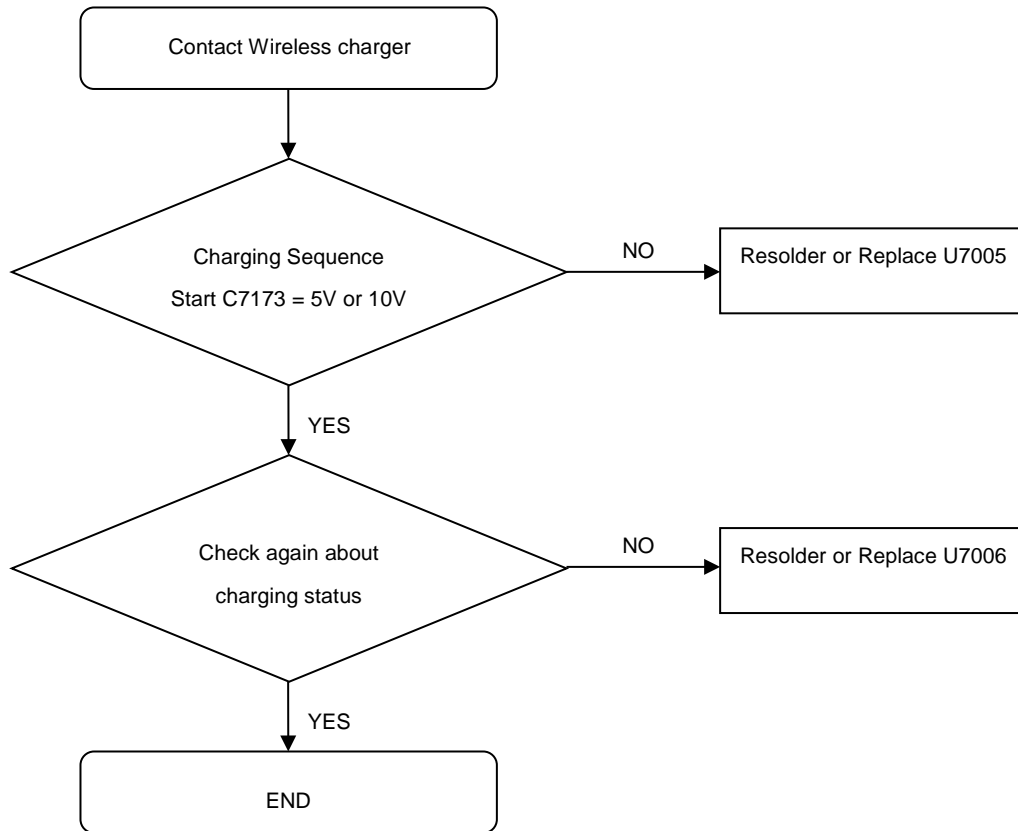 Contact Wireless charger
Charging Sequence
Start C7173 = 5V or 10V
NO
Resolder or Replace U7005
YES
Check again about
charging status
NO
Resolder or Replace U7006
YES
END